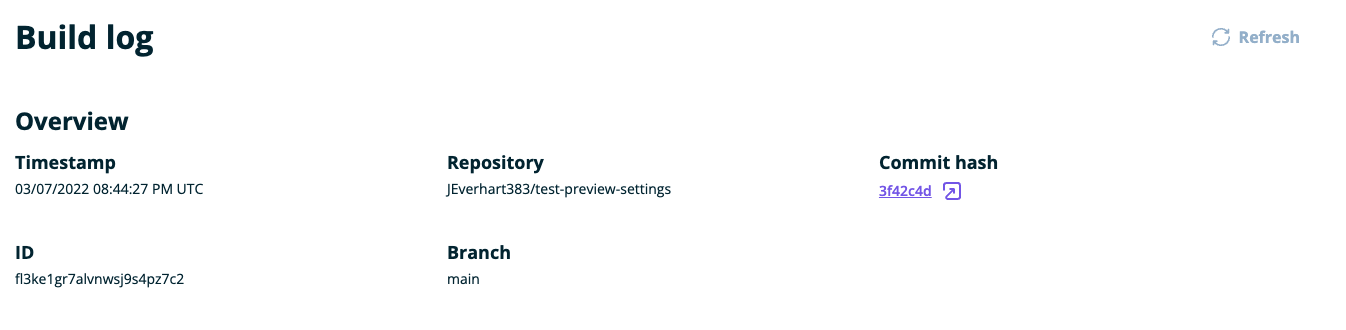 Build log
Refresh
Overview
Timestamp
Repository
Commit hash
03/07/2022 08:44:27 PM UTC
JEverhart383/test-preview-settings
3f42c4d
ID
Branch
fl3ke1gr7alvnwsj9s4pz7c2
main